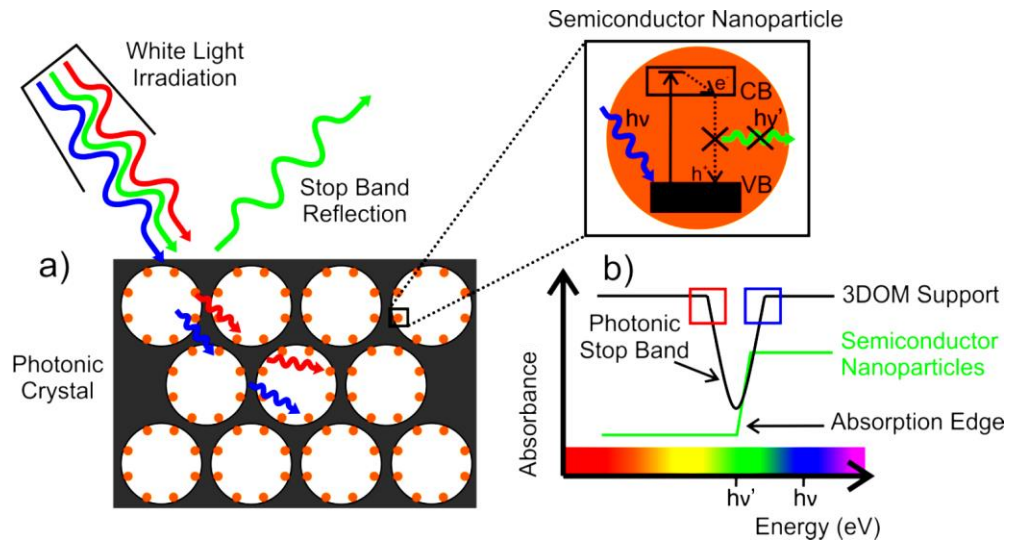 Semiconductor Nanoparticle
White Light
Irradiation
Stop Band
Reflection
hν
e-
CB
hy'
h+
VB
a)
Photonic
Crystal
b)
3DOM Support
Photonic
Stop Band
Semiconductor
Nanoparticles
Absorption Edge
Absorbance
hν'
hν
Energy (eV)